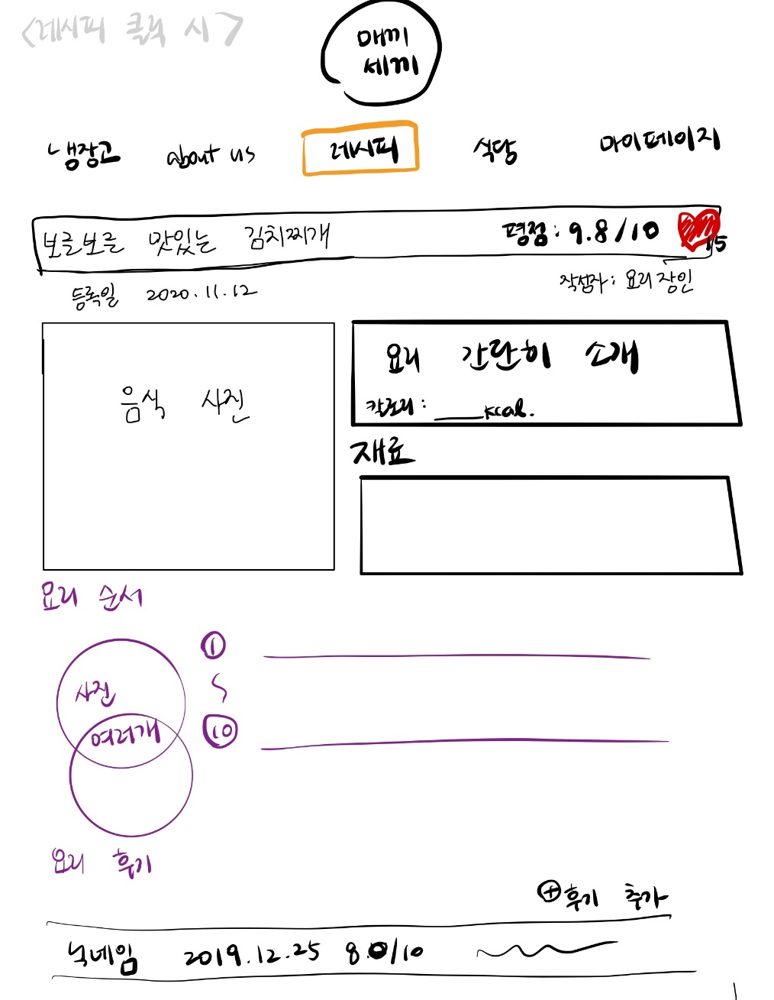 <레시피 클릭 시>
매끼
세끼
냉장고 about us 레시피 식당 마이페이지
보글보글 맛있는 김치찌개 평점: 9.8/10 15
등록일 2020.11.12 작성자: 요리 장인
음식 사진
요리 간단히 소개
칼로리: ____kcal.
재료
요리 순서
①
사진
여러개
⑩
요리 후기
⊕후기 추가
닉네임 2019.12.25 8.0/10